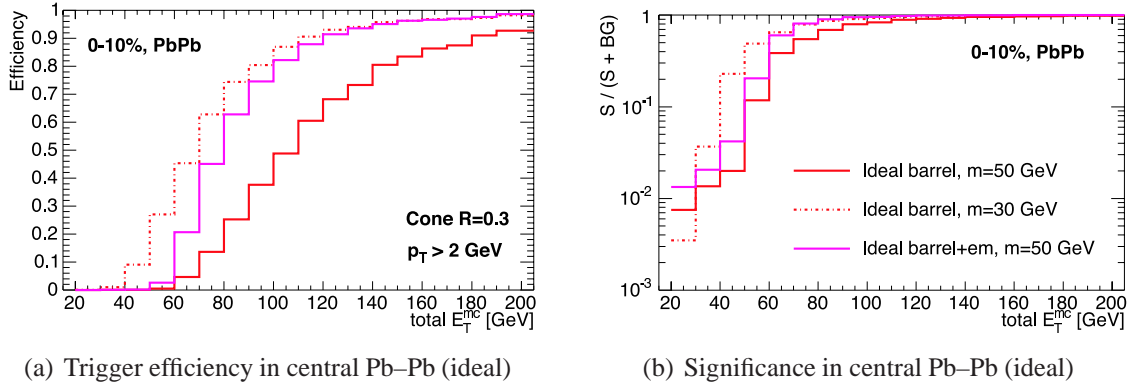 Efficiency
1
0.9
0.8
0.7
0.6
0.5
0.4
0.3
0.2
0.1
0
0-10%, PbPb
Cone R=0.3
p_T > 2 GeV
20 40 60 80 100 120 140 160 180 200
total E_T^mc [GeV]
(a) Trigger efficiency in central Pb–Pb (ideal)
S / (S + BG)
1
10^-1
10^-2
10^-3
0-10%, PbPb
Ideal barrel, m=50 GeV
Ideal barrel, m=30 GeV
Ideal barrel+em, m=50 GeV
20 40 60 80 100 120 140 160 180 200
total E_T^mc [GeV]
(b) Significance in central Pb–Pb (ideal)